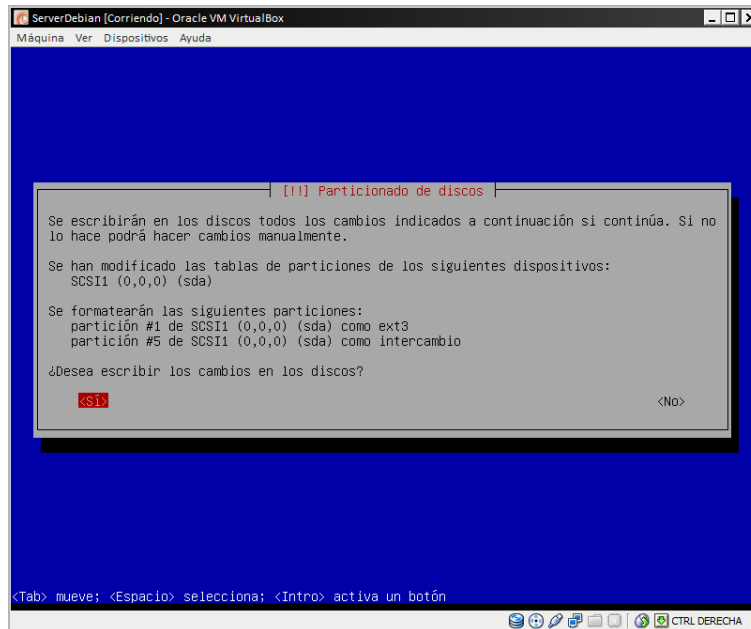 ServerDebian [Corriendo] - Oracle VM VirtualBox
Máquina Ver Dispositivos Ayuda
[!!] Particionado de discos
Se escribirán en los discos todos los cambios indicados a continuación si continúa. Si no
lo hace podrá hacer cambios manualmente.
Se han modificado las tablas de particiones de los siguientes dispositivos:
SCSI1 (0,0,0) (sda)
Se formatearán las siguientes particiones:
partición #1 de SCSI1 (0,0,0) (sda) como ext3
partición #5 de SCSI1 (0,0,0) (sda) como intercambio
¿Desea escribir los cambios en los discos?
<Sí> <No>
<Tab> mueve; <Espacio> selecciona; <Intro> activa un botón
CTRL DERECHA